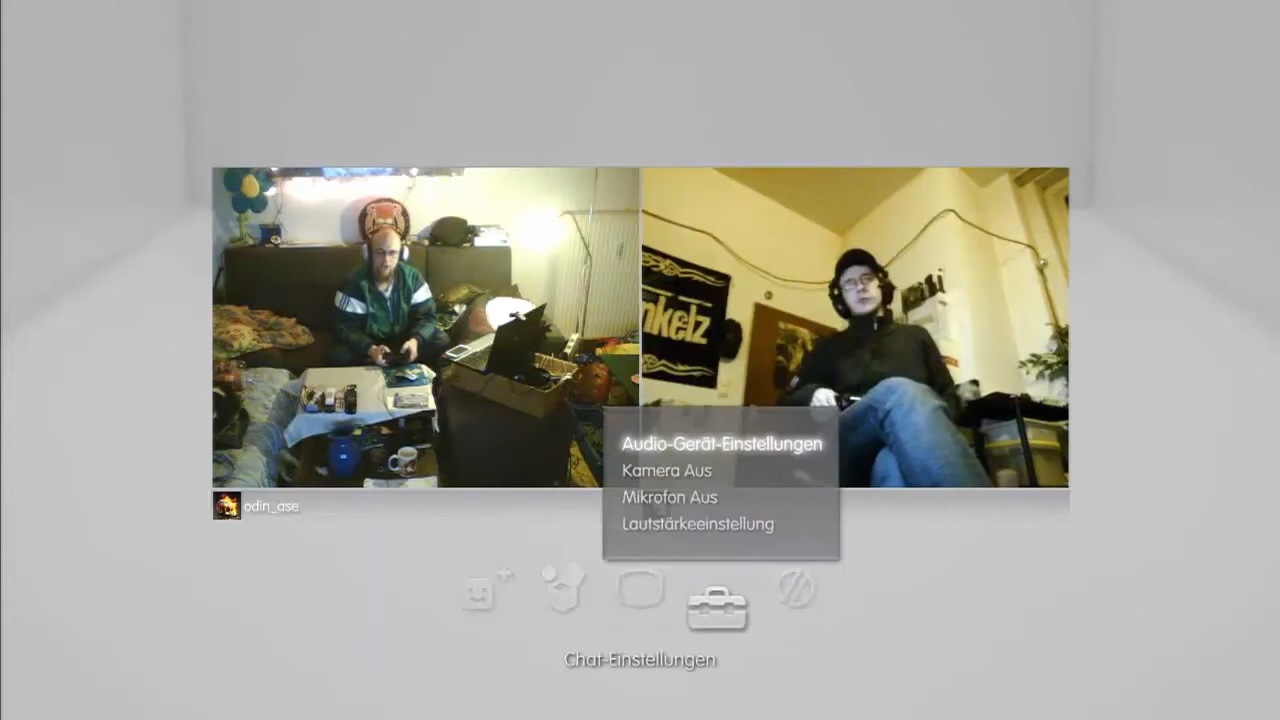 nkelz
Audio-Gerät-Einstellungen
Kamera Aus
Mikrofon Aus
Lautstärkeeinstellung
odin_ase
Chat-Einstellungen